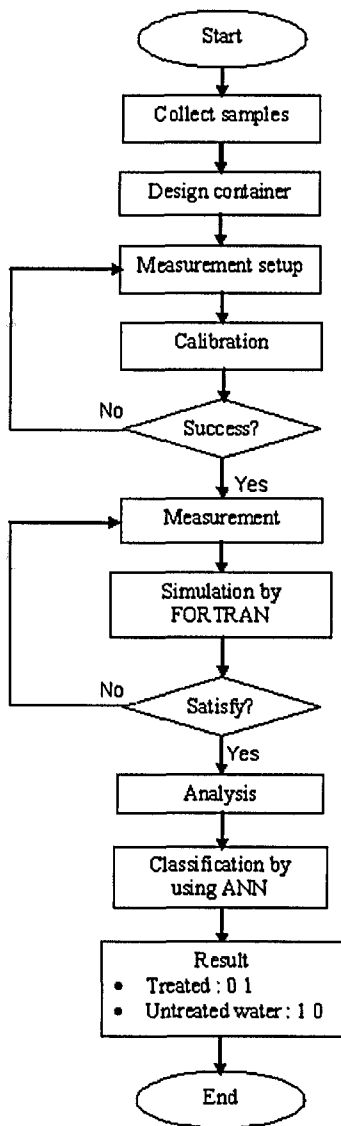 Start
Collect samples
Design container
Measurement setup
Calibration
No
Success?
Yes
Measurement
Simulation by
FORTRAN
No
Satisfy?
Yes
Analysis
Classification by
using ANN
Result
• Treated : 0 1
• Untreated water : 1 0
End